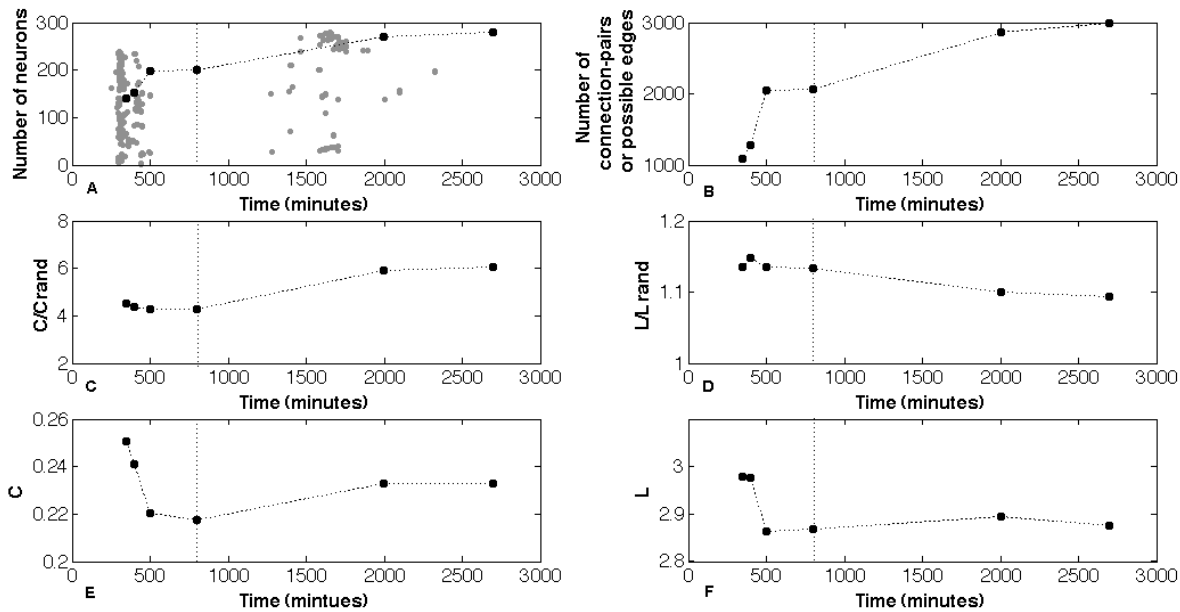 Number of neurons
300
200
100
0
0 500 1000 1500 2000 2500 3000
A
Time (minutes)
Number of
connection-pairs
or possible edges
3000
2000
1000
0 500 1000 1500 2000 2500 3000
B
Time (minutes)
C/Crand
8
6
4
2
0 500 1000 1500 2000 2500 3000
C
Time (minutes)
L/Lrand
1.2
1.1
1
0 500 1000 1500 2000 2500 3000
D
Time (minutes)
C
0.26
0.24
0.22
0.2
0 500 1000 1500 2000 2500 3000
E
Time (mintues)
L
3
2.9
2.8
0 500 1000 1500 2000 2500 3000
F
Time (minutes)